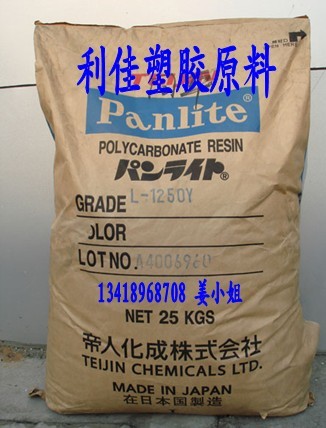 利佳塑胶原料
Panlite®
POLYCARBONATE RESIN
パンライト®
GRADE L-1250Y
OLOR
LOT NO. A4006960
13418968708 姜小姐
NET 25 KGS
帝人化成株式会社
TEIJIN CHEMICALS LTD.
MADE IN JAPAN
在日本国製造